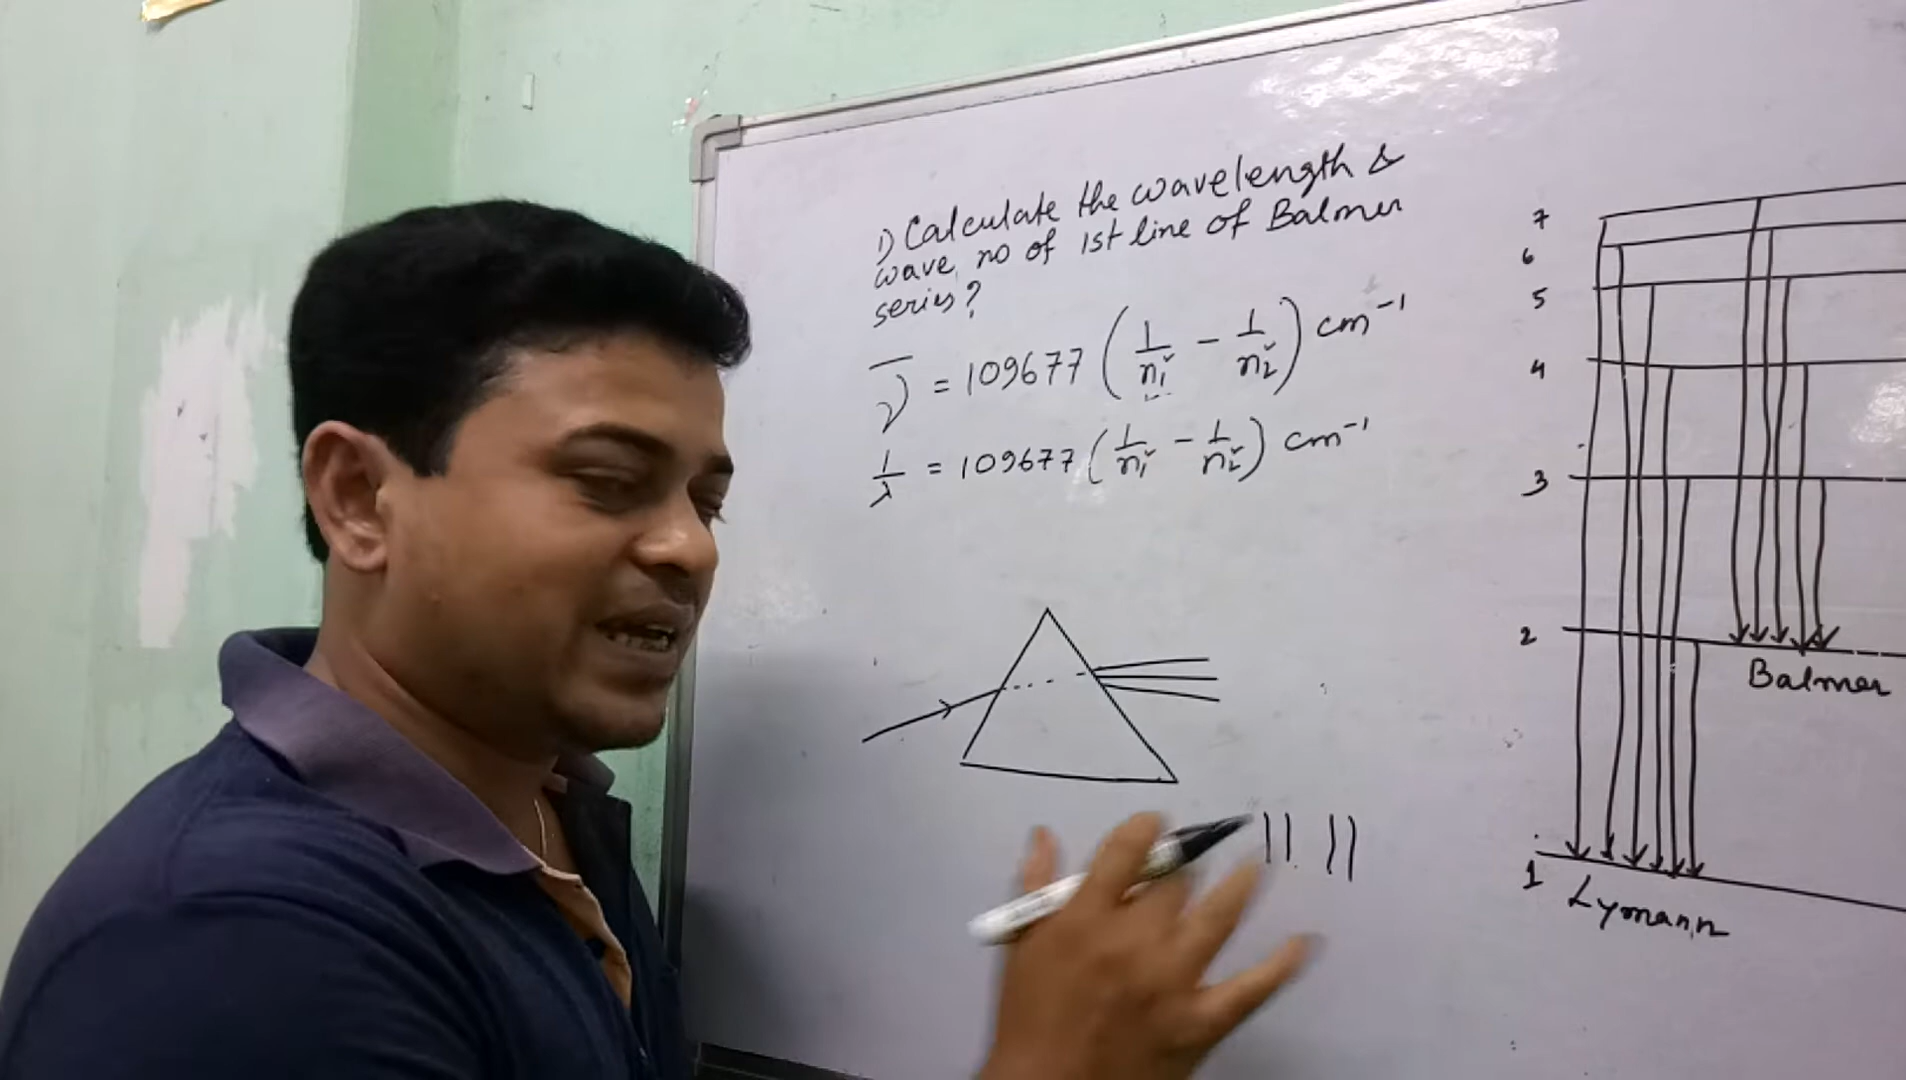 1) Calculate the wavelength &
wave no of 1st line of Balmer
series?
ν̄ = 109677 (1/n₁² − 1/n₂²) cm⁻¹
1/λ = 109677 (1/n₁² − 1/n₂²) cm⁻¹
7
6
5
4
3
2
Balmer
1
Lymann